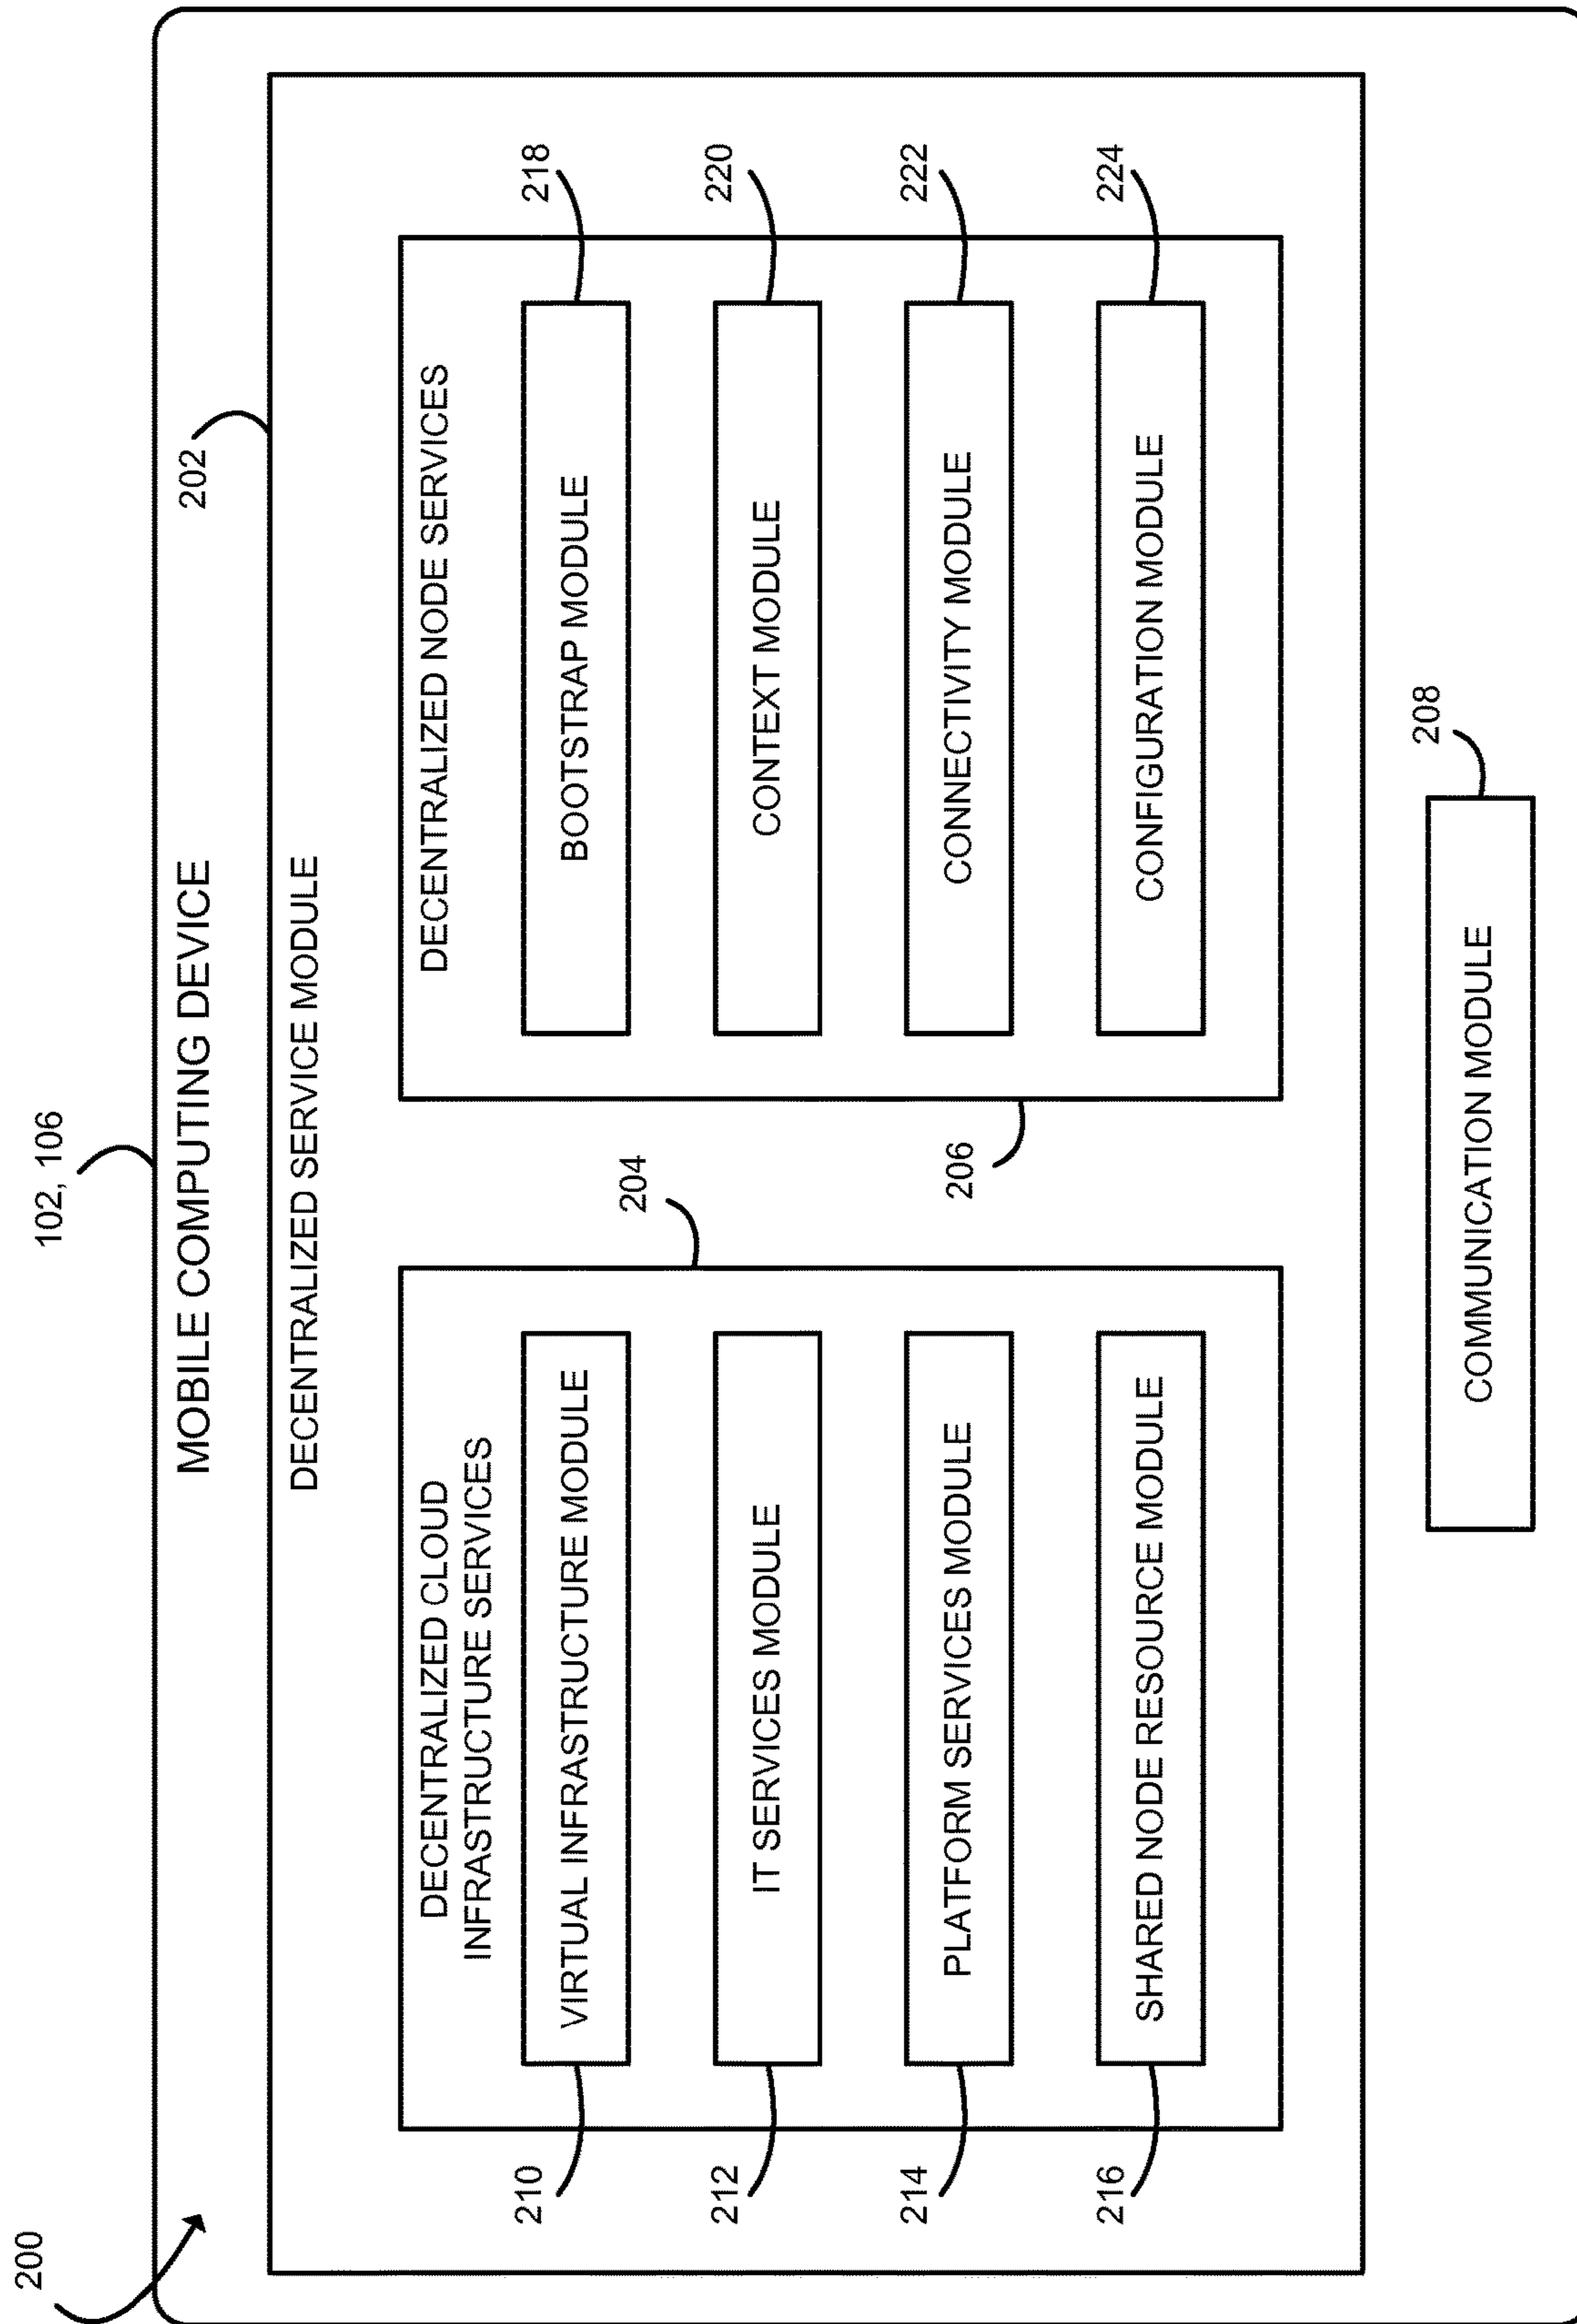 200
102, 106
MOBILE COMPUTING DEVICE
202
DECENTRALIZED SERVICE MODULE
DECENTRALIZED CLOUD
INFRASTRUCTURE SERVICES
204
210
VIRTUAL INFRASTRUCTURE MODULE
212
IT SERVICES MODULE
214
PLATFORM SERVICES MODULE
216
SHARED NODE RESOURCE MODULE
DECENTRALIZED NODE SERVICES
206
BOOTSTRAP MODULE
218
CONTEXT MODULE
220
CONNECTIVITY MODULE
222
CONFIGURATION MODULE
224
COMMUNICATION MODULE
208